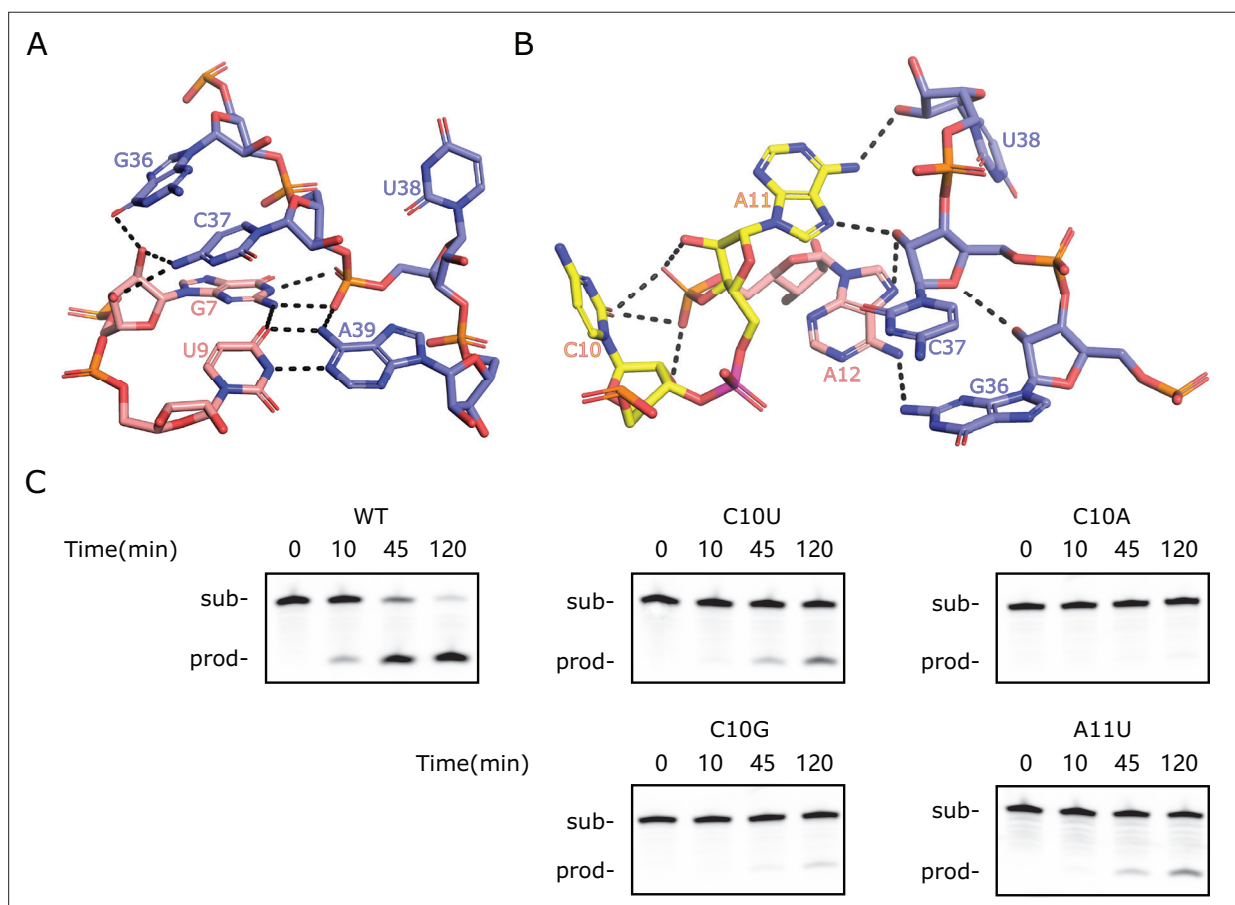 A
B
G36
U38
C37
G7
A39
U9
U38
A11
C10
C37
A12
G36
C
WT
C10U
C10A
Time(min) 0 10 45 120
0 10 45 120
0 10 45 120
sub-
sub-
sub-
prod-
prod-
prod-
C10G
A11U
Time(min) 0 10 45 120
0 10 45 120
sub-
sub-
prod-
prod-